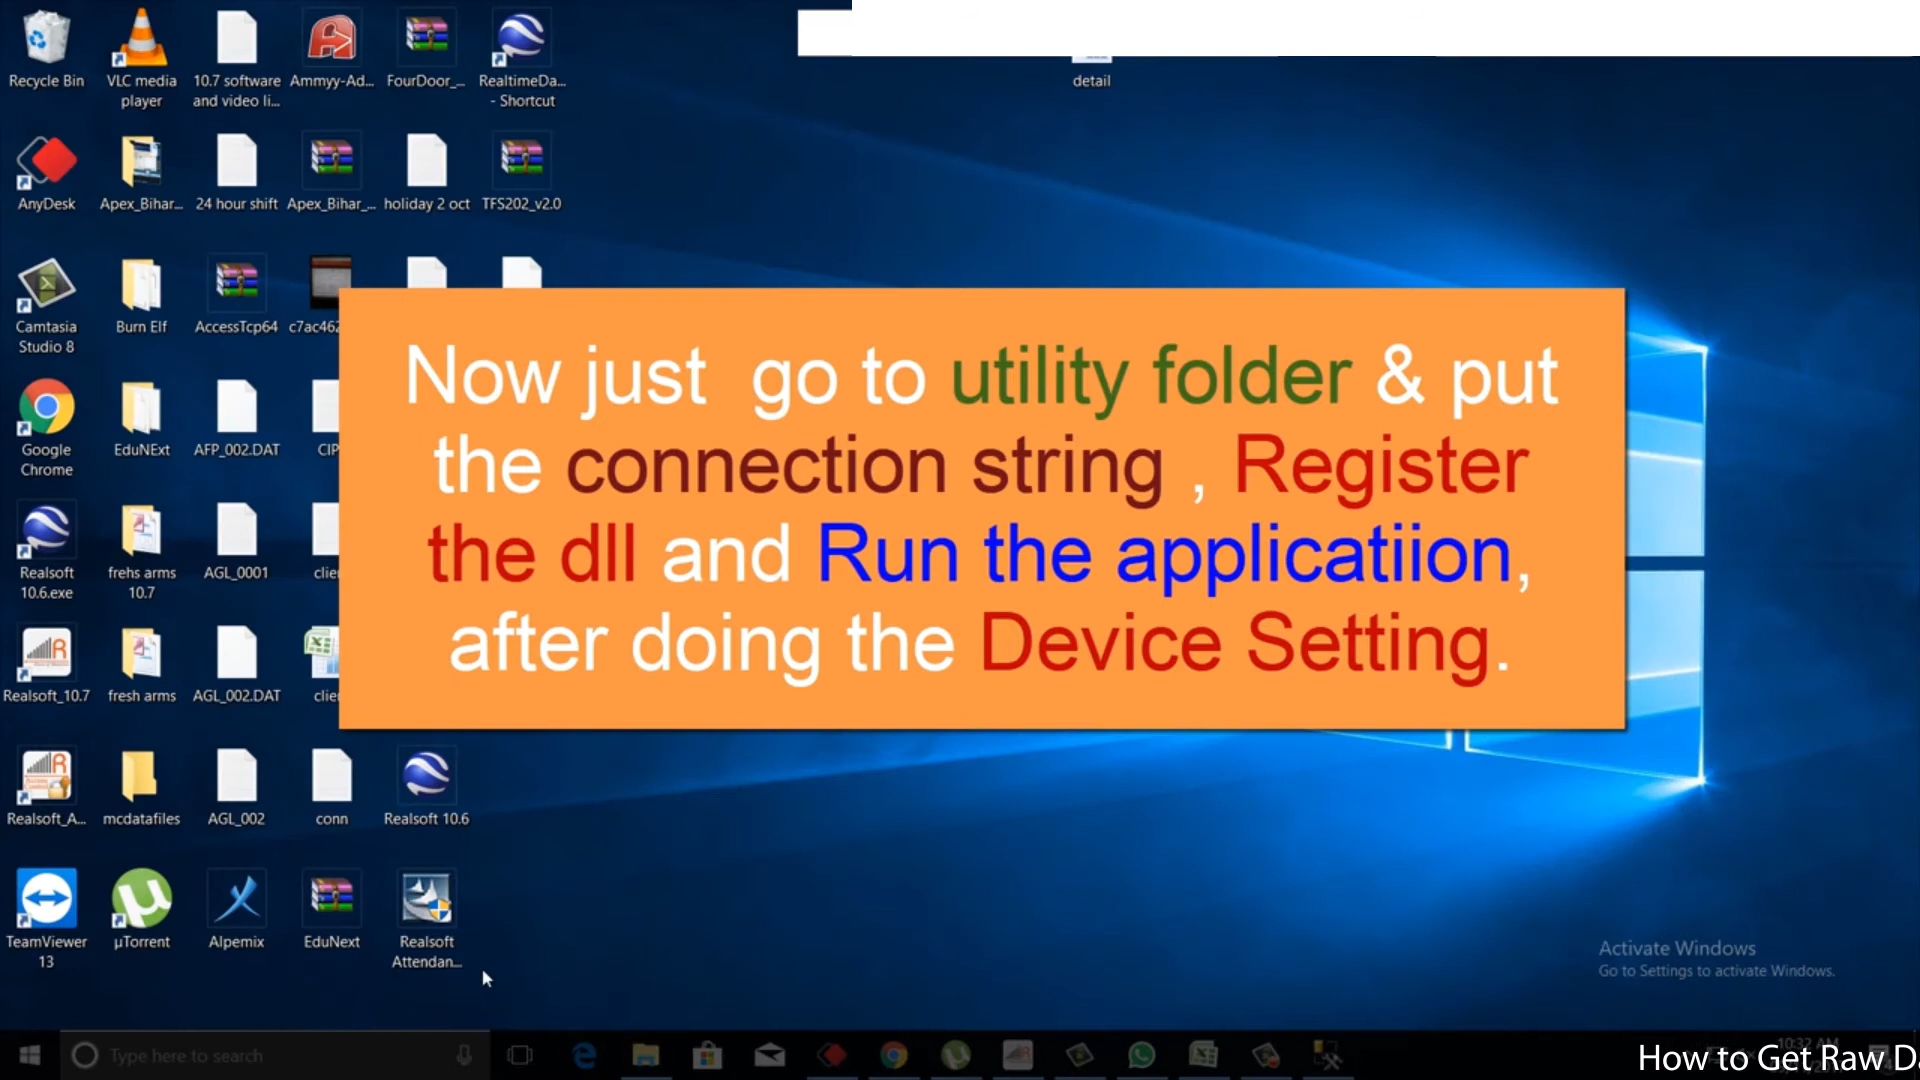 Recycle Bin
VLC media player
10.7 software and video li...
Ammyy-Ad...
FourDoor_...
RealtimeDa... - Shortcut
detail
AnyDesk
Apex_Bihar...
24 hour shift
Apex_Bihar_...
holiday 2 oct
TFS202_v2.0
Camtasia Studio 8
Burn Elf
AccessTcp64
c7ac462
Now just  go to utility folder & put
the connection string , Register
the dll and Run the applicatiion,
after doing the Device Setting.
Google Chrome
EduNExt
AFP_002.DAT
CIP
Realsoft 10.6.exe
frehs arms 10.7
AGL_0001
clie
Realsoft_10.7
fresh arms
AGL_002.DAT
clie
Realsoft_A...
mcdatafiles
AGL_002
conn
Realsoft 10.6
TeamViewer 13
µTorrent
Alpemix
EduNext
Realsoft Attendan...
Activate Windows
Go to Settings to activate Windows.
Type here to search
10:32 AM
How to Get Raw D